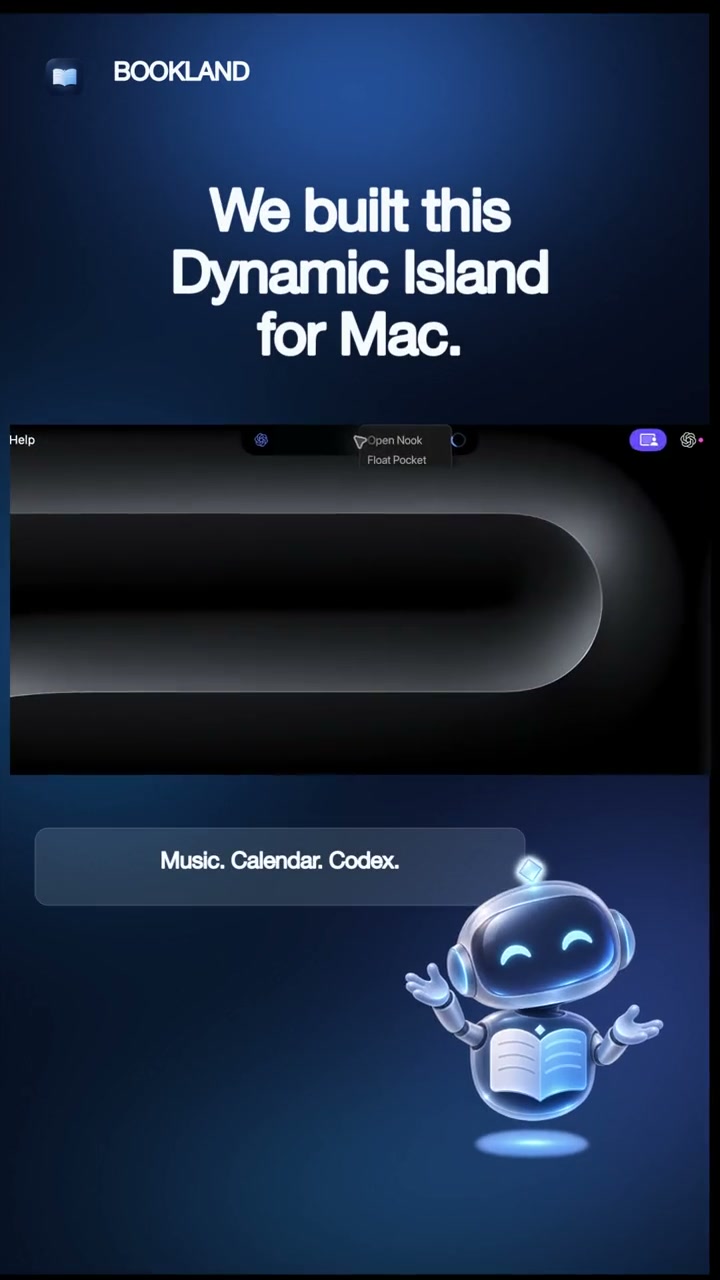 BOOKLAND
We built this
Dynamic Island
for Mac.
Help
Open Nook
Float Pocket
Music. Calendar. Codex.